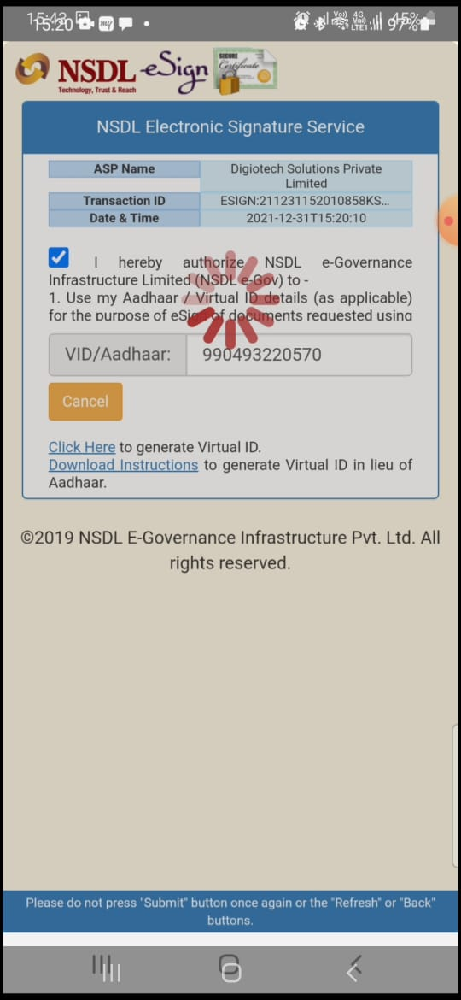 NSDL eSign
Technology, Trust & Reach
SECURE
Certificate
NSDL Electronic Signature Service
ASP Name Digiotech Solutions Private
Limited
Transaction ID ESIGN:211231152010858KS...
Date & Time 2021-12-31T15:20:10
I hereby authorize NSDL e-Governance
Infrastructure Limited (NSDL e-Gov) to -
1. Use my Aadhaar / Virtual ID details (as applicable)
for the purpose of eSign of documents requested using
VID/Aadhaar: 990493220570
Cancel
Click Here to generate Virtual ID.
Download Instructions to generate Virtual ID in lieu of
Aadhaar.
©2019 NSDL E-Governance Infrastructure Pvt. Ltd. All
rights reserved.
Please do not press "Submit" button once again or the "Refresh" or "Back"
buttons.